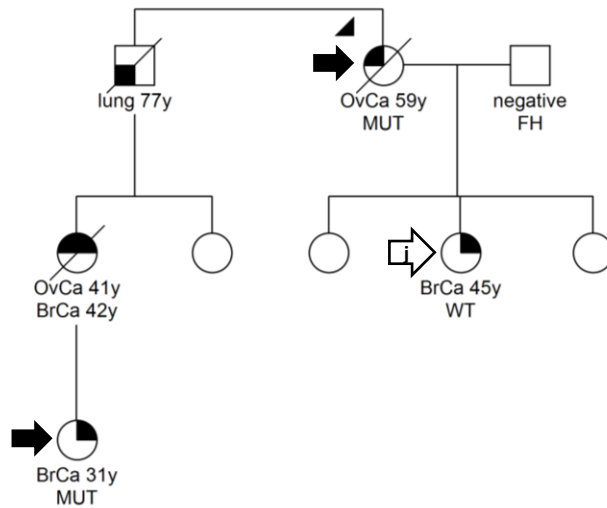 lung 77y
OvCa 59y
MUT
negative
FH
j
OvCa 41y
BrCa 42y
BrCa 45y
WT
BrCa 31y
MUT